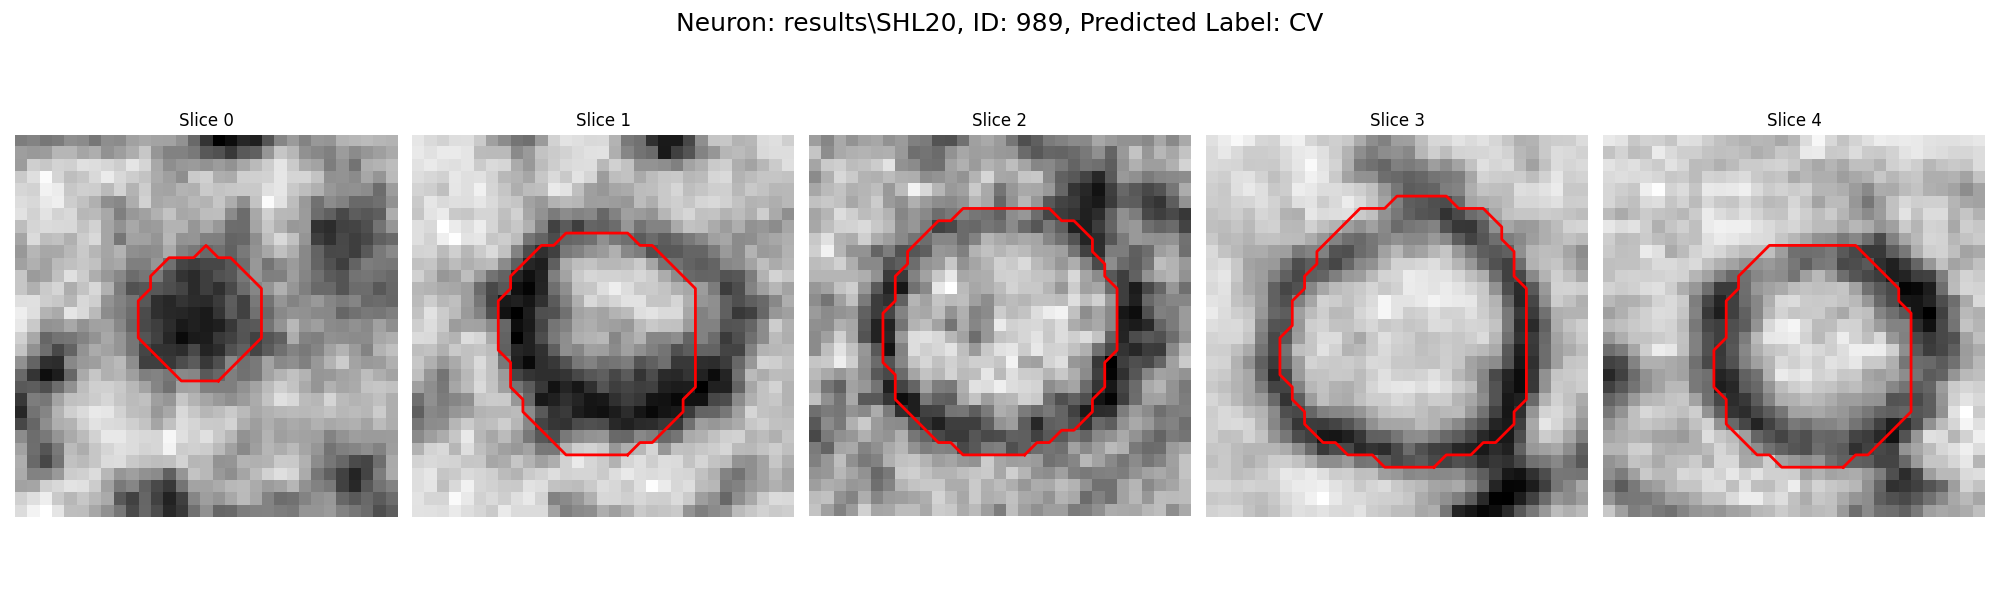 Neuron: results\SHL20, ID: 989, Predicted Label: CV
Slice 0
Slice 1
Slice 2
Slice 3
Slice 4